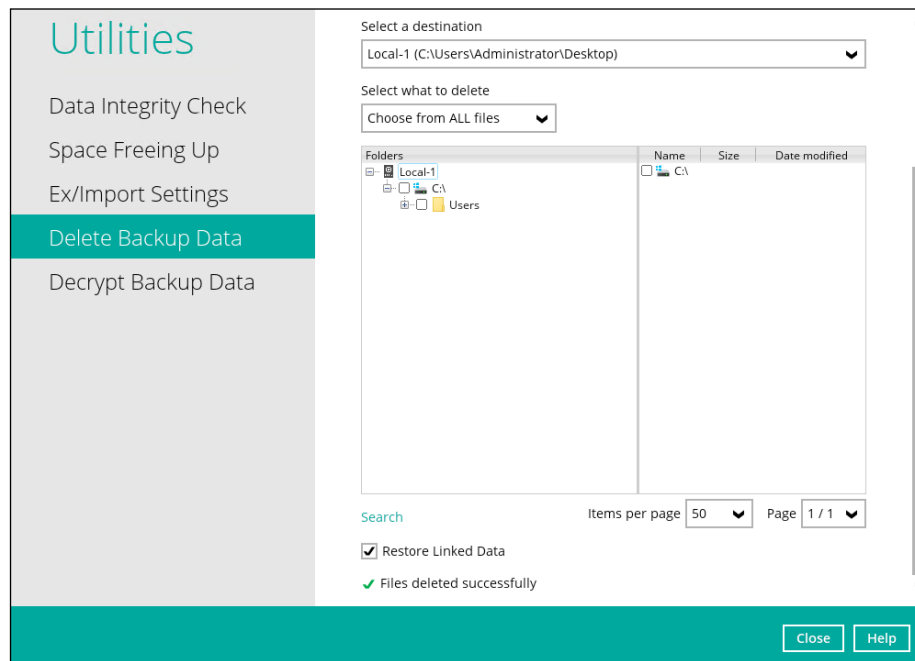 Utilities
Data Integrity Check
Space Freeing Up
Ex/Import Settings
Delete Backup Data
Decrypt Backup Data
Select a destination
Local-1 (C:\Users\Administrator\Desktop)
Select what to delete
Choose from ALL files
Folders
Local-1
C:\
Users
Name Size Date modified
C:\
Search
Items per page 50 Page 1 / 1
Restore Linked Data
Files deleted successfully
Close Help